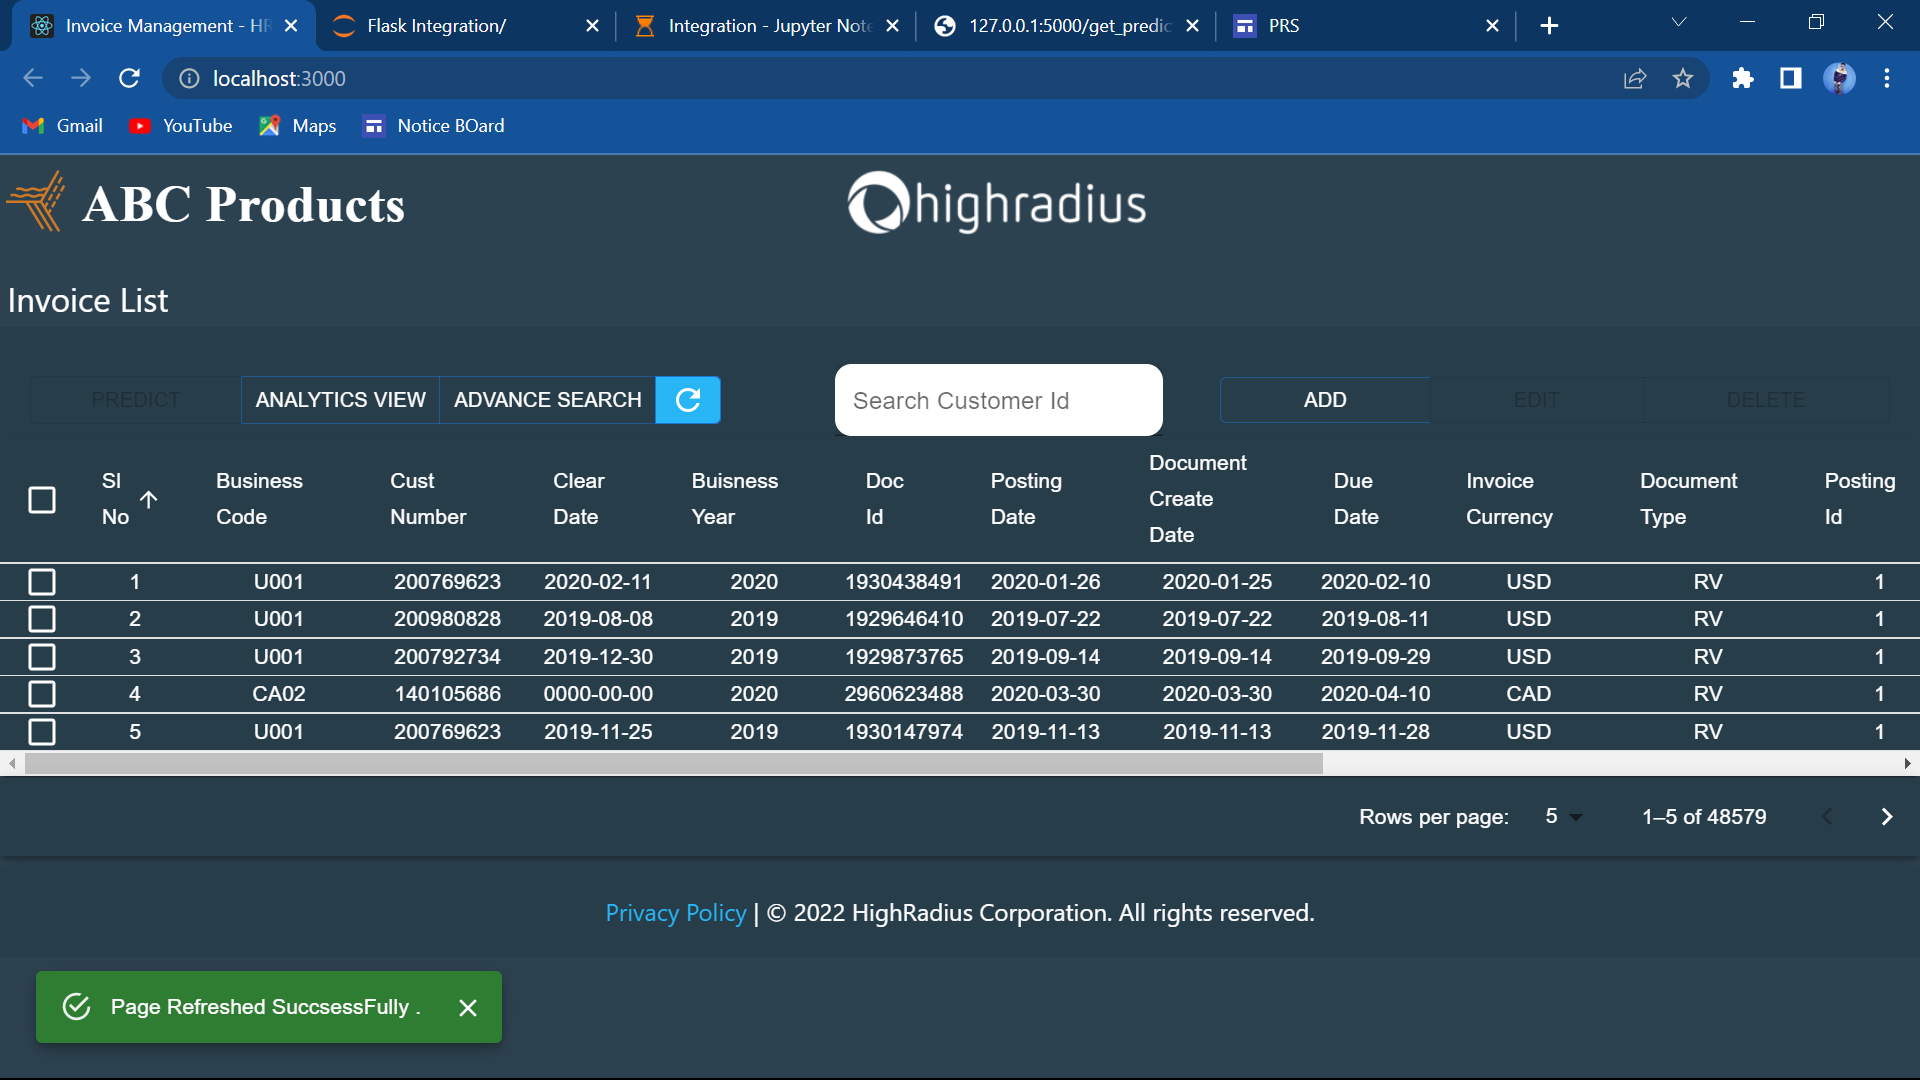 Invoice Management - HR
Flask Integration/
Integration - Jupyter Note
127.0.0.1:5000/get_predic
PRS
localhost:3000
Gmail YouTube Maps Notice BOard
ABC Products
highradius
Invoice List
PREDICT ANALYTICS VIEW ADVANCE SEARCH Search Customer Id ADD EDIT DELETE
Sl No Business Code Cust Number Clear Date Buisness Year Doc Id Posting Date Document Create Date Due Date Invoice Currency Document Type Posting Id
1 U001 200769623 2020-02-11 2020 1930438491 2020-01-26 2020-01-25 2020-02-10 USD RV 1
2 U001 200980828 2019-08-08 2019 1929646410 2019-07-22 2019-07-22 2019-08-11 USD RV 1
3 U001 200792734 2019-12-30 2019 1929873765 2019-09-14 2019-09-14 2019-09-29 USD RV 1
4 CA02 140105686 0000-00-00 2020 2960623488 2020-03-30 2020-03-30 2020-04-10 CAD RV 1
5 U001 200769623 2019-11-25 2019 1930147974 2019-11-13 2019-11-13 2019-11-28 USD RV 1
Rows per page: 5 1–5 of 48579
Privacy Policy | © 2022 HighRadius Corporation. All rights reserved.
Page Refreshed SuccsessFully .